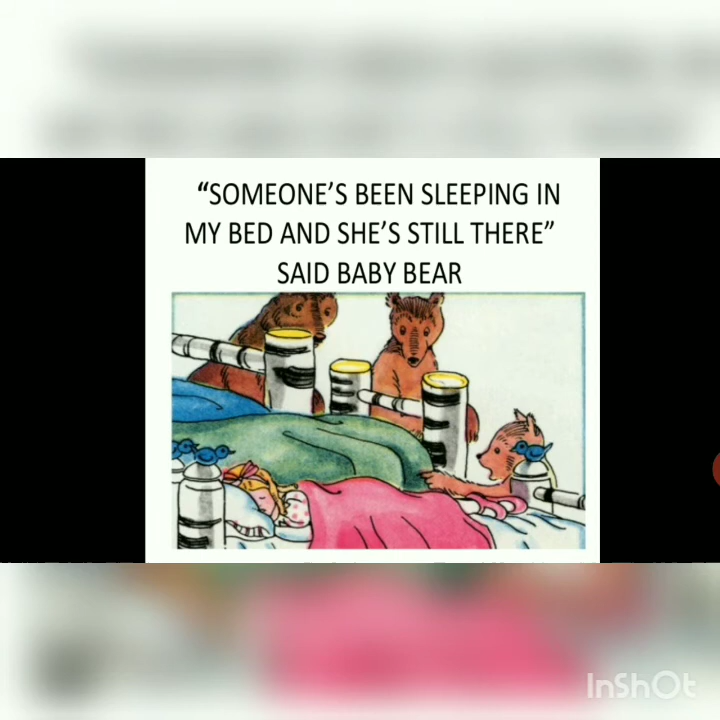 “SOMEONE’S BEEN SLEEPING IN
MY BED AND SHE’S STILL THERE”
SAID BABY BEAR
InShOt